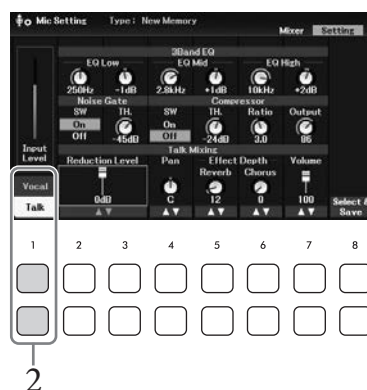 Mic Setting Type : New Memory
Mixer Setting
3Band EQ
EQ Low EQ Mid EQ High
250Hz -1dB 2.8kHz +1dB 10kHz +2dB
Noise Gate Compressor
SW TH. SW TH. Ratio Output
On On
Off -45dB Off -24dB 3.0 86
Input
Level
Talk Mixing
Reduction Level Pan Effect Depth Volume
Reverb Chorus
Vocal
Talk
0dB C 12 0 100
Select &
Save
1 2 3 4 5 6 7 8
2